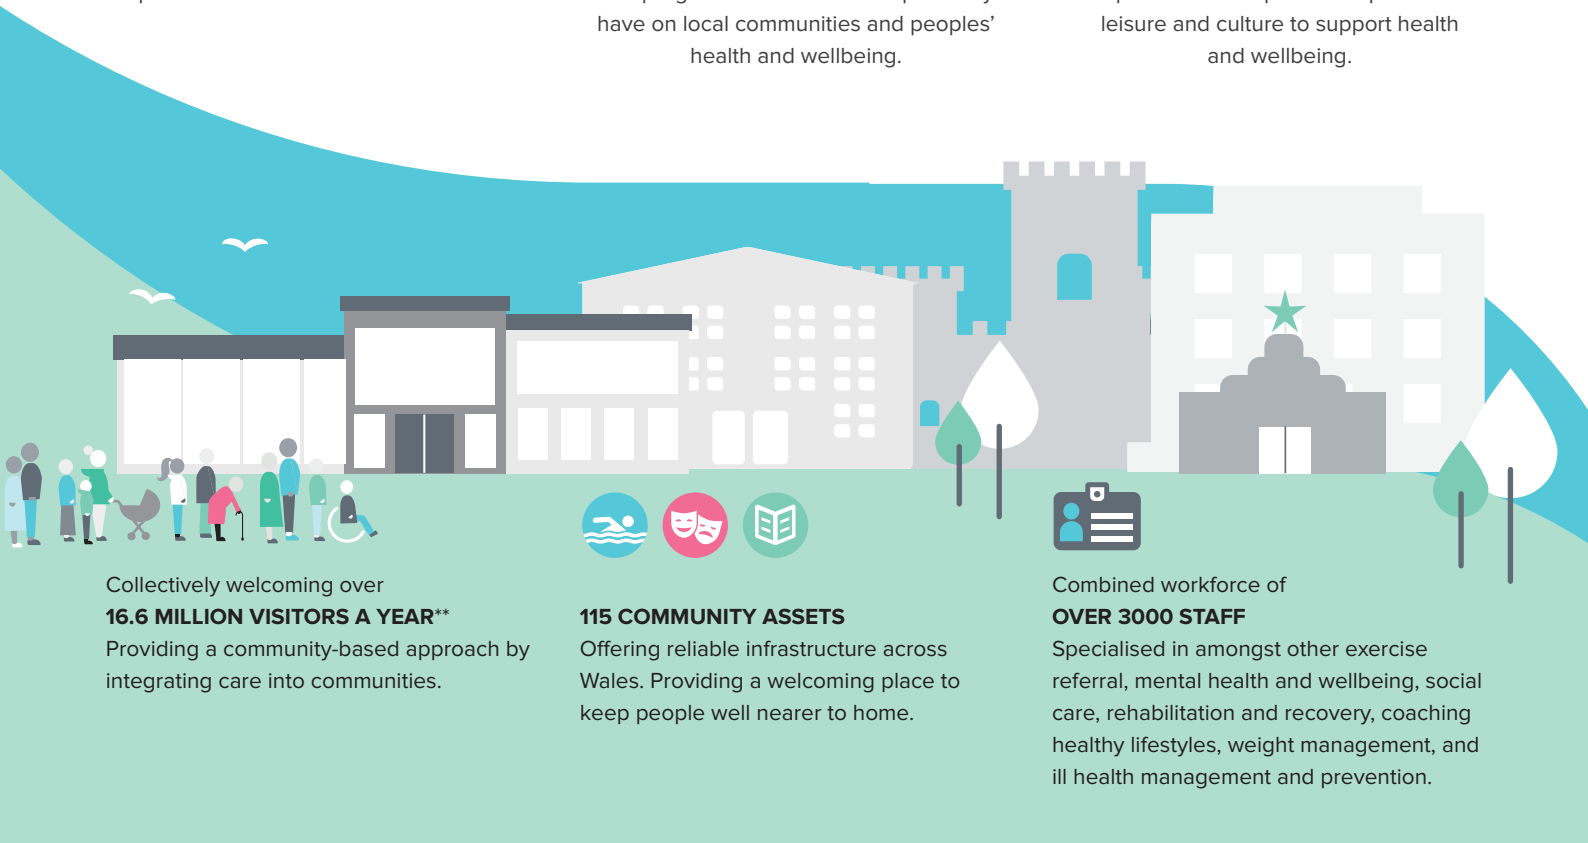 have on local communities and peoples’
health and wellbeing.
leisure and culture to support health
and wellbeing.
Collectively welcoming over
16.6 MILLION VISITORS A YEAR**
Providing a community-based approach by
integrating care into communities.
115 COMMUNITY ASSETS
Offering reliable infrastructure across
Wales. Providing a welcoming place to
keep people well nearer to home.
Combined workforce of
OVER 3000 STAFF
Specialised in amongst other exercise
referral, mental health and wellbeing, social
care, rehabilitation and recovery, coaching
healthy lifestyles, weight management, and
ill health management and prevention.